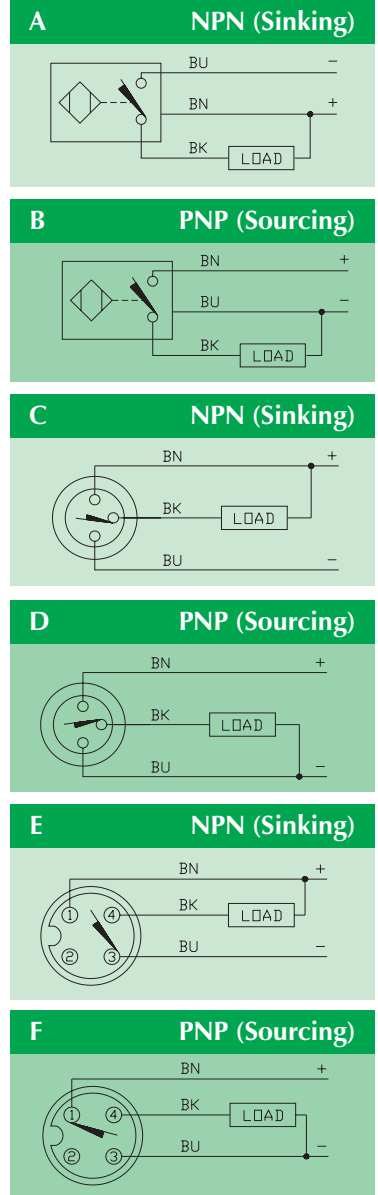 A NPN (Sinking)
BU −
BN +
BK LOAD
B PNP (Sourcing)
BN +
BU −
BK LOAD
C NPN (Sinking)
BN +
BK LOAD
BU −
D PNP (Sourcing)
BN +
BK LOAD
BU −
E NPN (Sinking)
BN +
1 4 BK LOAD
2 3 BU −
F PNP (Sourcing)
BN +
1 4 BK LOAD
2 3 BU −